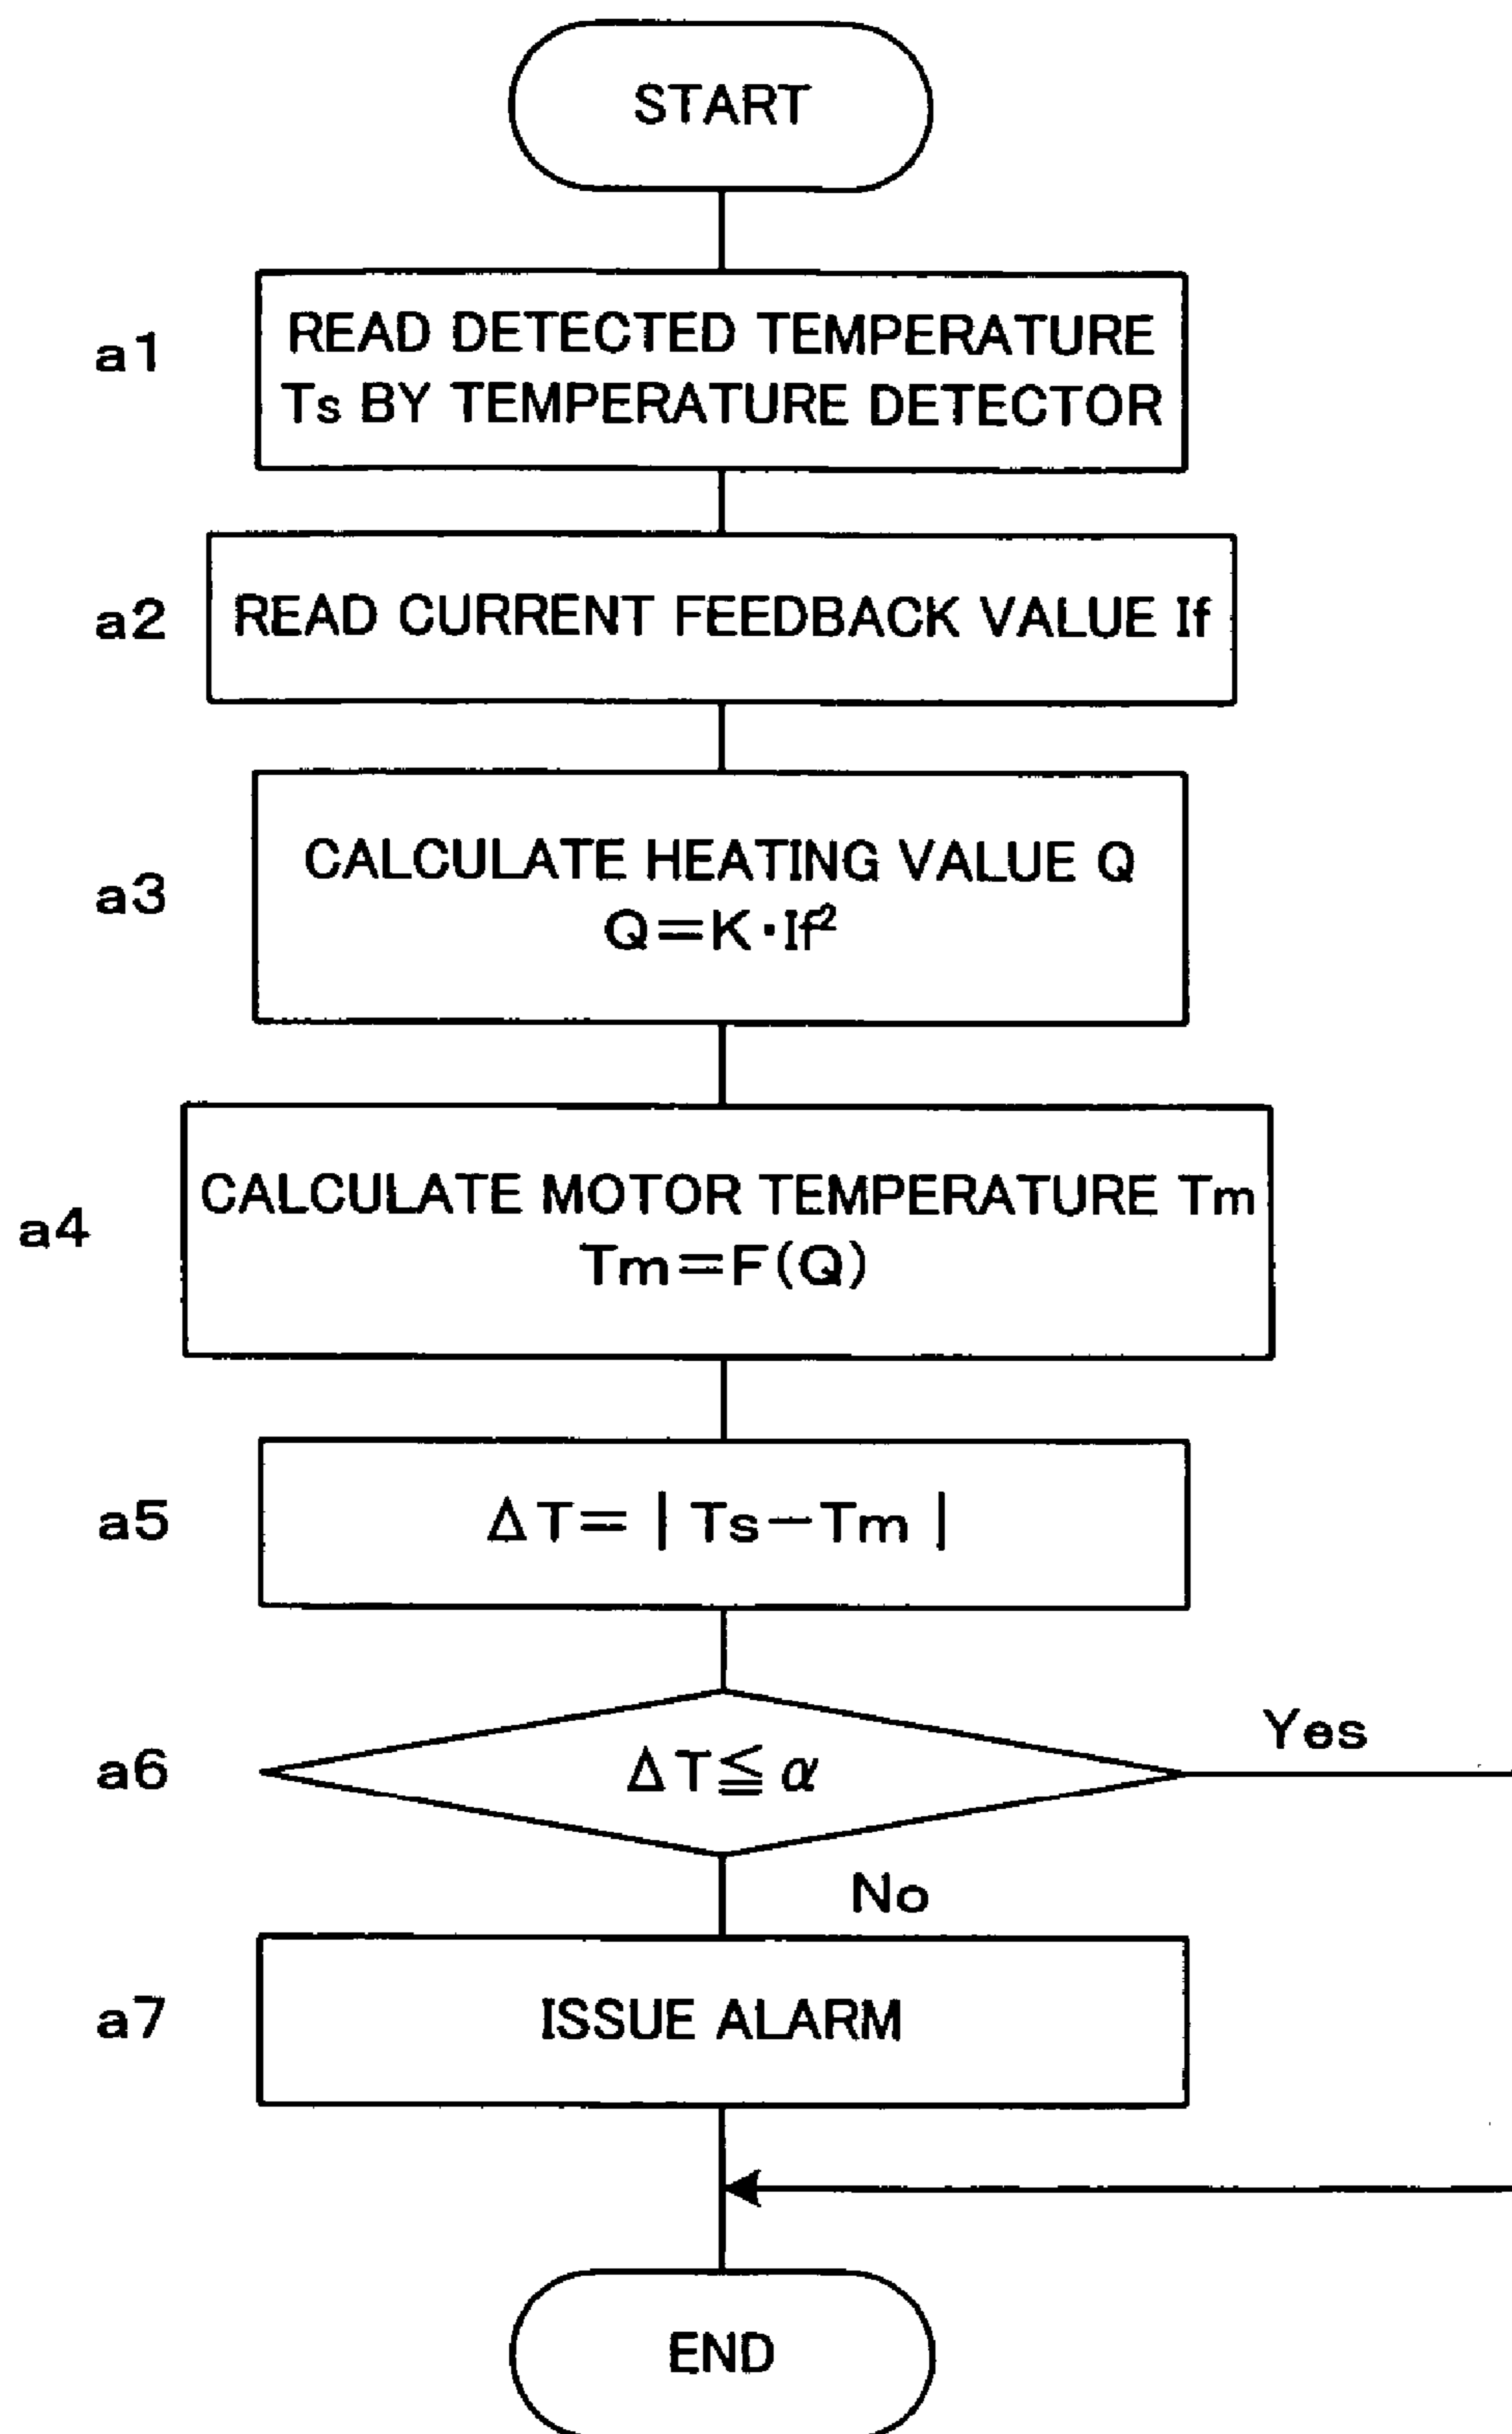 START
a1
READ DETECTED TEMPERATURE
Ts BY TEMPERATURE DETECTOR
a2
READ CURRENT FEEDBACK VALUE If
a3
CALCULATE HEATING VALUE Q
Q=K·If²
a4
CALCULATE MOTOR TEMPERATURE Tm
Tm=F(Q)
a5
ΔT=|Ts−Tm|
a6
ΔT≦α
Yes
No
a7
ISSUE ALARM
END